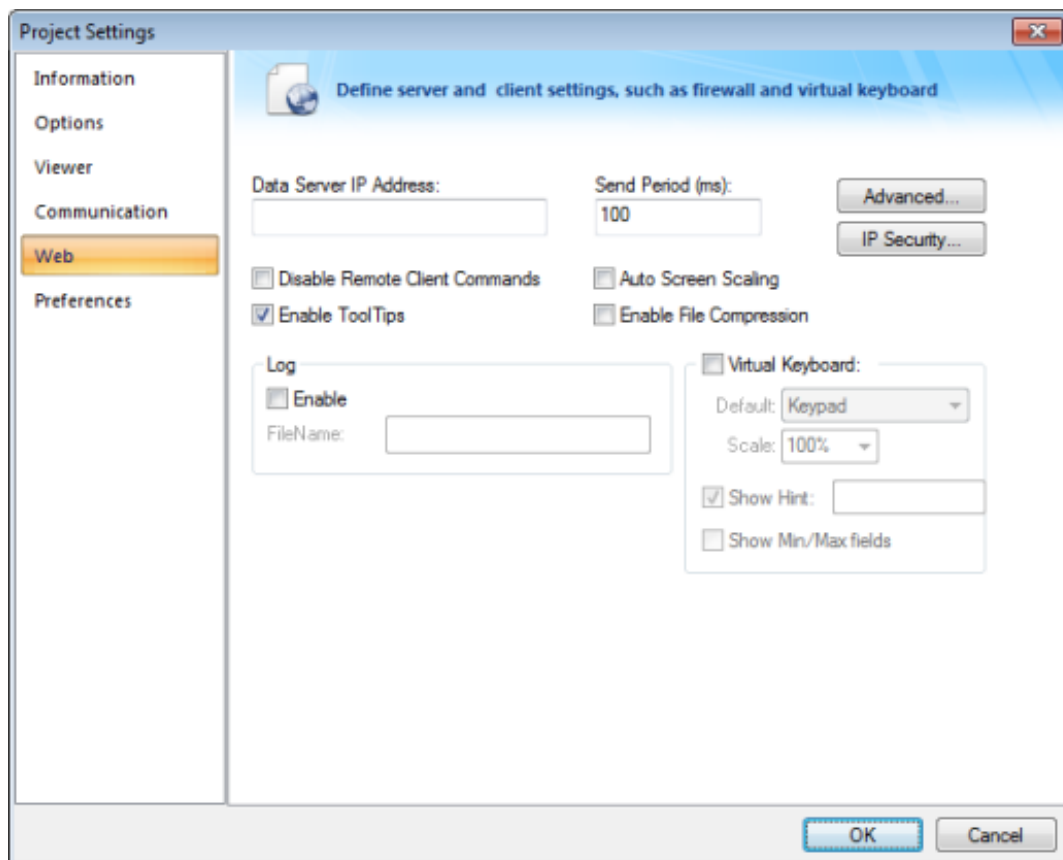 Project Settings
Information
Options
Viewer
Communication
Web
Preferences
Define server and client settings, such as firewall and virtual keyboard
Data Server IP Address:
Send Period (ms):
100
Advanced...
IP Security...
Disable Remote Client Commands
Auto Screen Scaling
Enable ToolTips
Enable File Compression
Log
Enable
FileName:
Virtual Keyboard:
Default: Keypad
Scale: 100%
Show Hint:
Show Min/Max fields
OK
Cancel